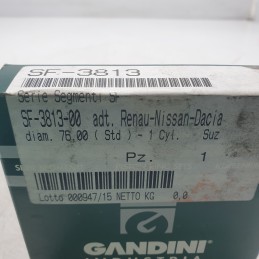 SF-3813
Serie Segmenti SF
SF-3813-00 adt. Renau-Nissan-Dacia
diam. 76,00 ( Std ) - 1 Cyl. Suz
Pz. 1
Lotto 000947/15 NETTO KG 0,0
GANDINI